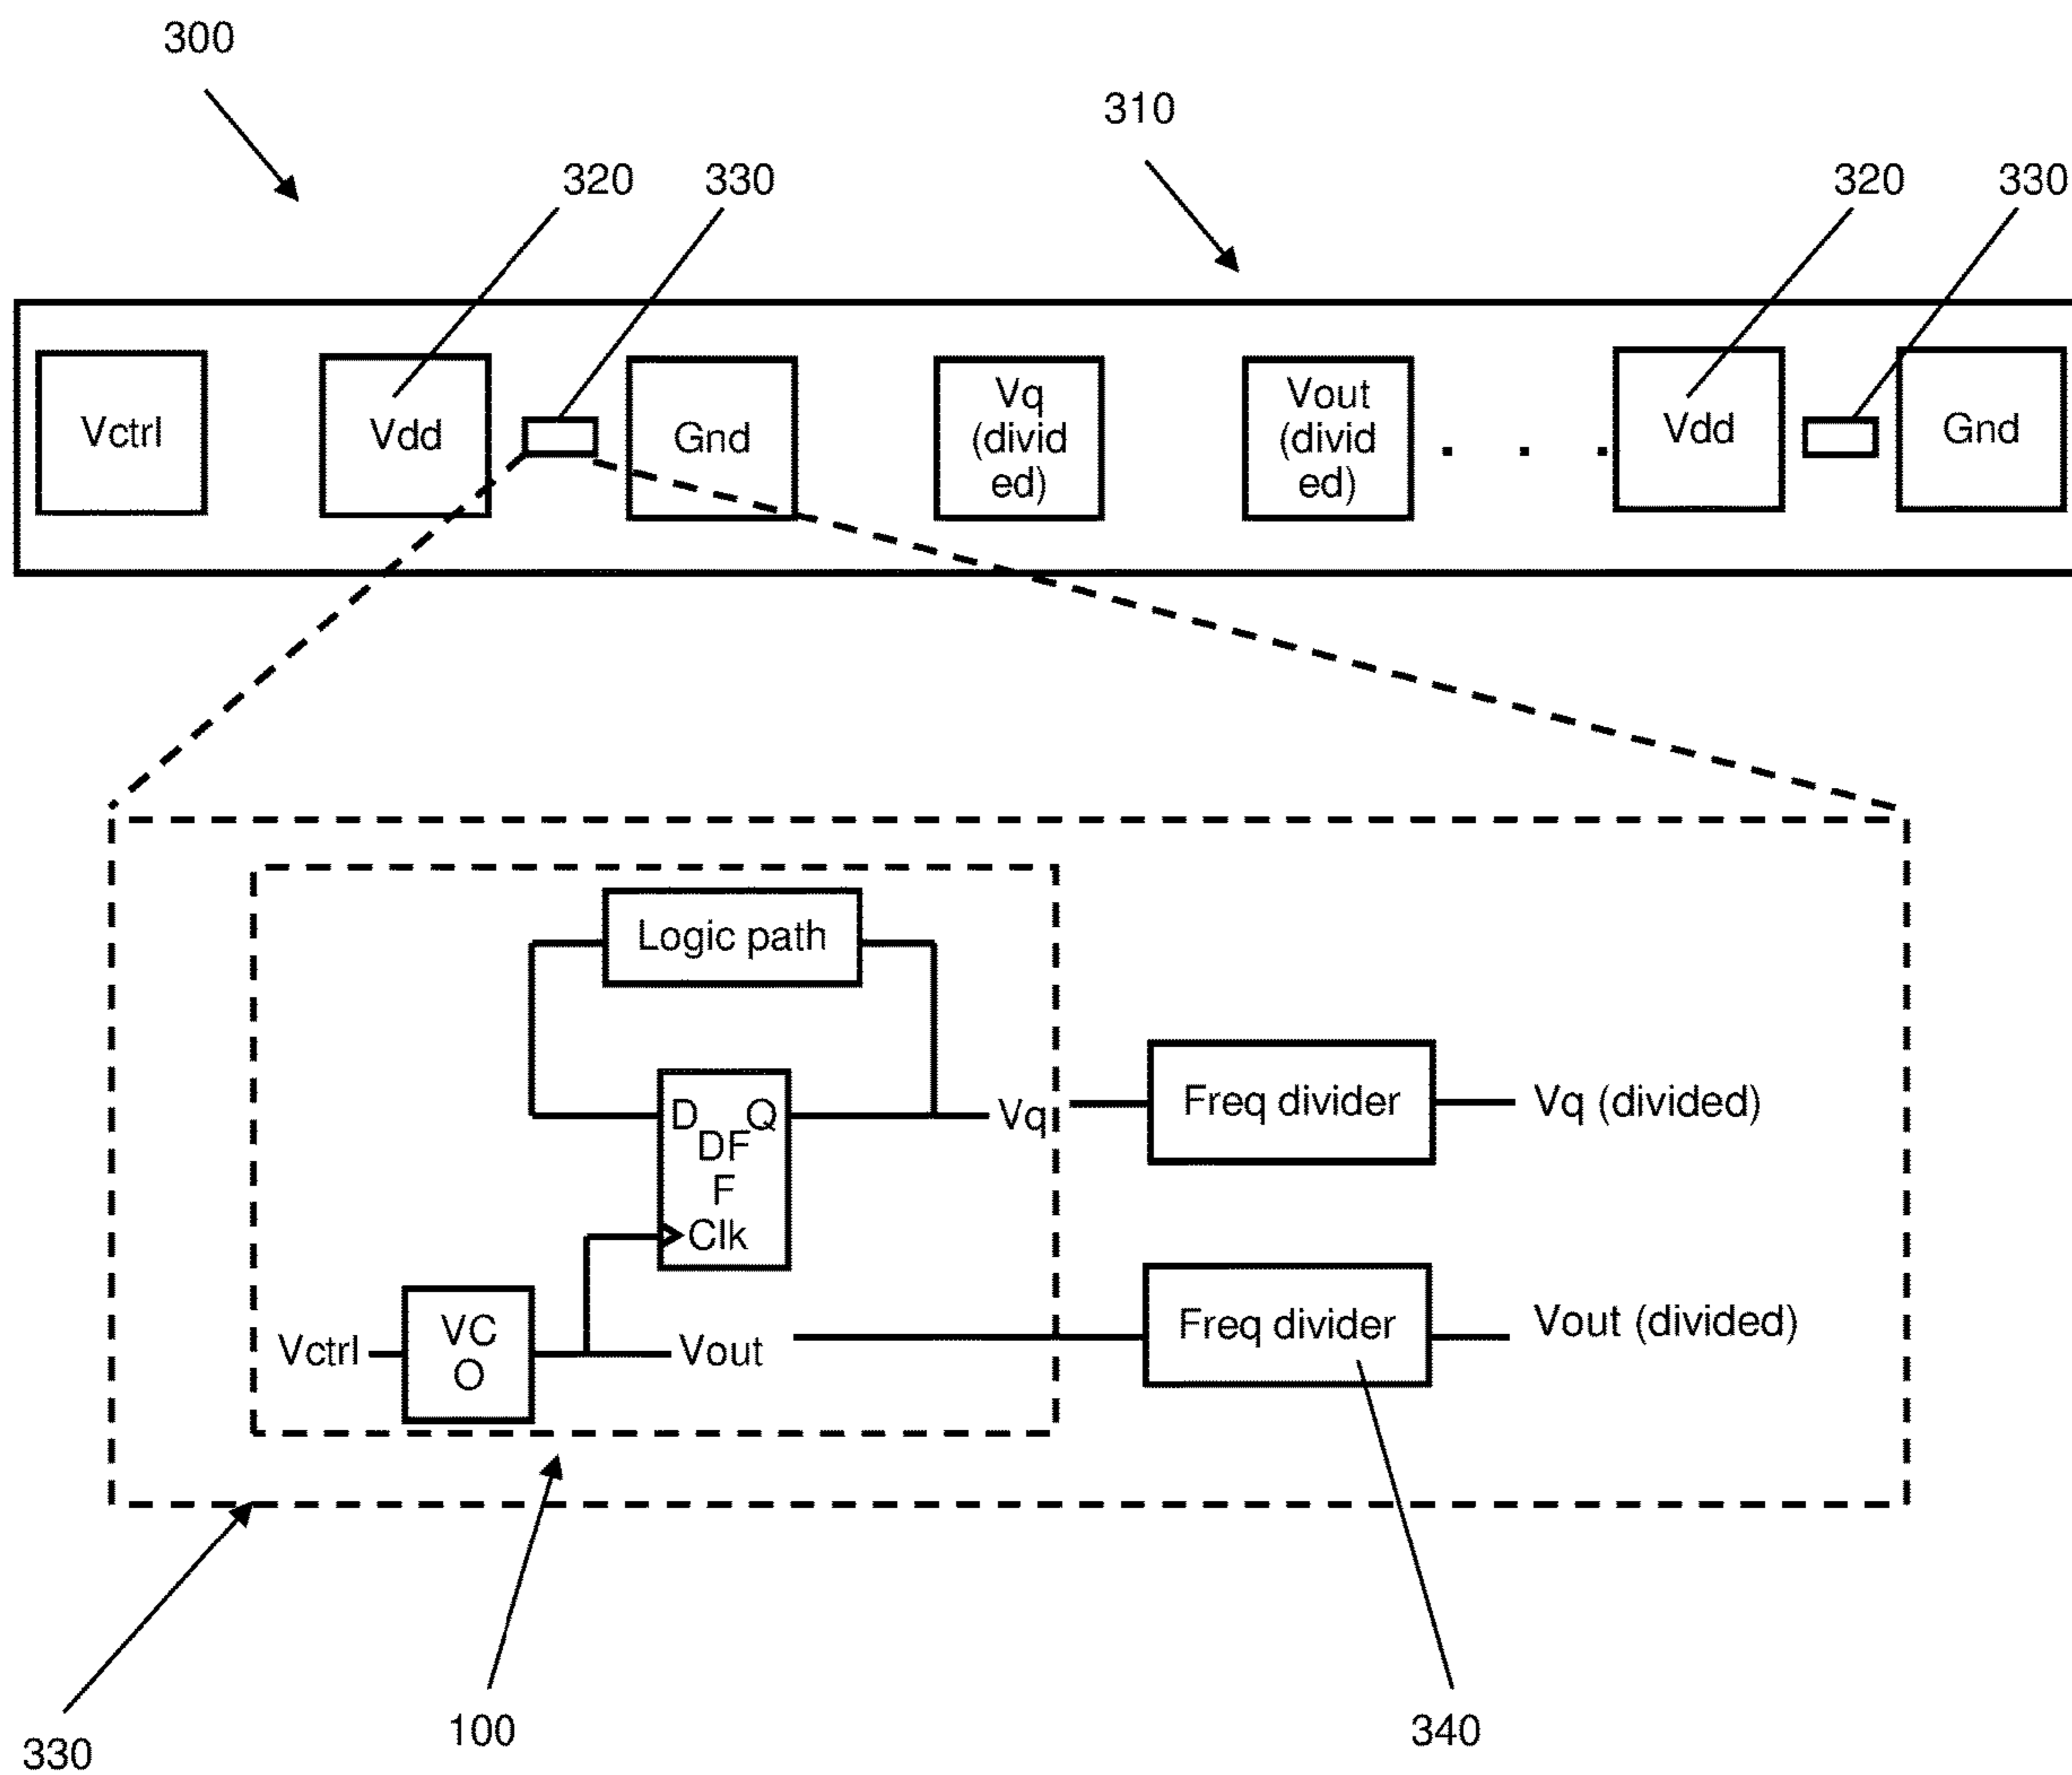 300
310
320
330
320
330
Vctrl
Vdd
Gnd
Vq
(divid
ed)
Vout
(divid
ed)
. . .
Vdd
Gnd
Logic path
D
Q
DF
F
Clk
Vq
Freq divider
Vq (divided)
Vctrl
VC
O
Vout
Freq divider
Vout (divided)
330
100
340